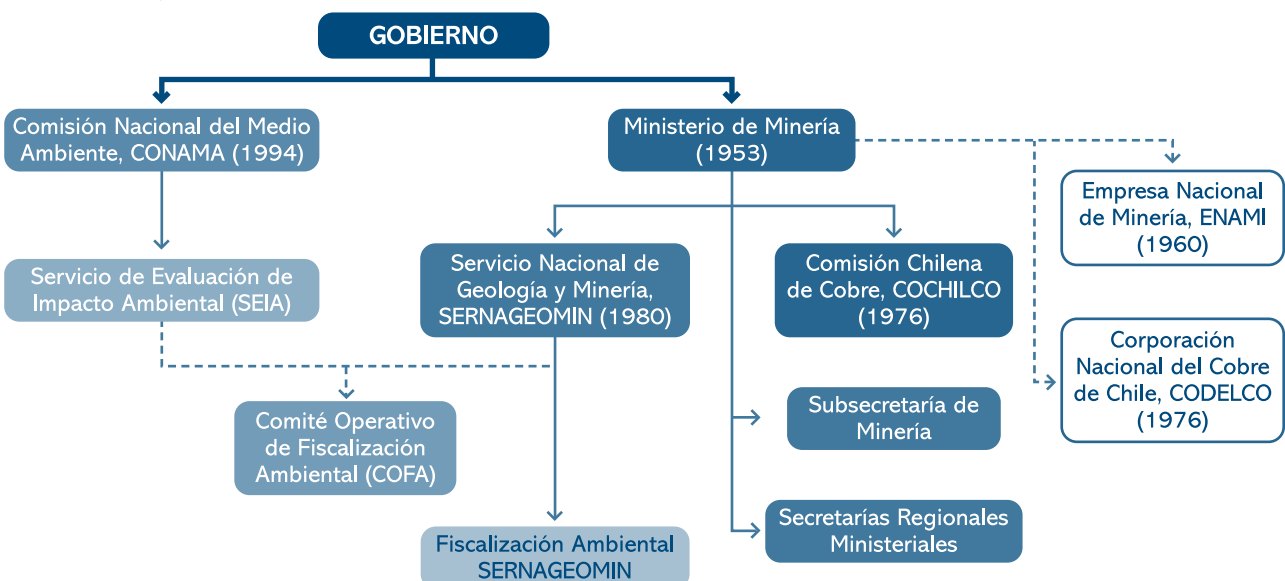 GOBIERNO
Comisión Nacional del Medio
Ambiente, CONAMA (1994)
Ministerio de Minería
(1953)
Empresa Nacional
de Minería, ENAMI
(1960)
Servicio de Evaluación de
Impacto Ambiental (SEIA)
Servicio Nacional de
Geología y Minería,
SERNAGEOMIN (1980)
Comisión Chilena
de Cobre, COCHILCO
(1976)
Corporación
Nacional del Cobre
de Chile, CODELCO
(1976)
Comité Operativo
de Fiscalización
Ambiental (COFA)
Subsecretaría de
Minería
Fiscalización Ambiental
SERNAGEOMIN
Secretarías Regionales
Ministeriales